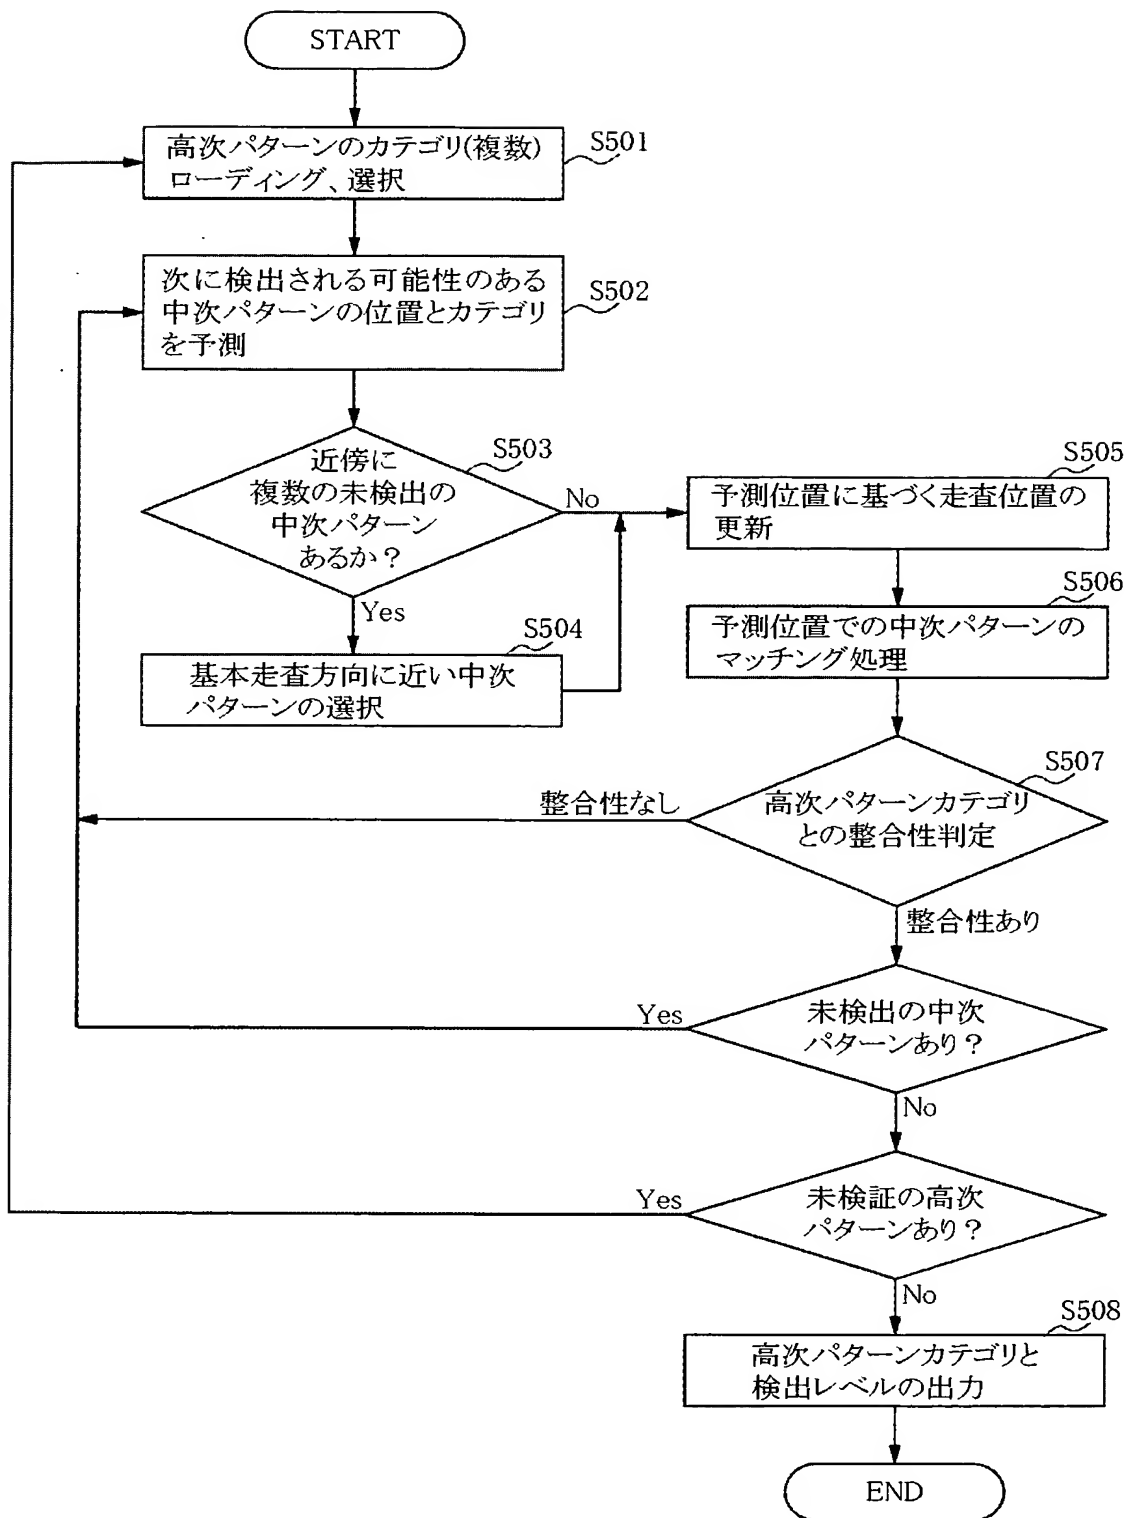 START
高次パターンのカテゴリ(複数)
ローディング、選択
S501
次に検出される可能性のある
中次パターンの位置とカテゴリ
を予測
S502
近傍に
複数の未検出の
中次パターン
あるか?
S503
No
Yes
基本走査方向に近い中次
パターンの選択
S504
予測位置に基づく走査位置の
更新
S505
予測位置での中次パターンの
マッチング処理
S506
高次パターンカテゴリ
との整合性判定
S507
整合性なし
整合性あり
未検出の中次
パターンあり?
Yes
No
未検証の高次
パターンあり?
Yes
No
高次パターンカテゴリと
検出レベルの出力
S508
END